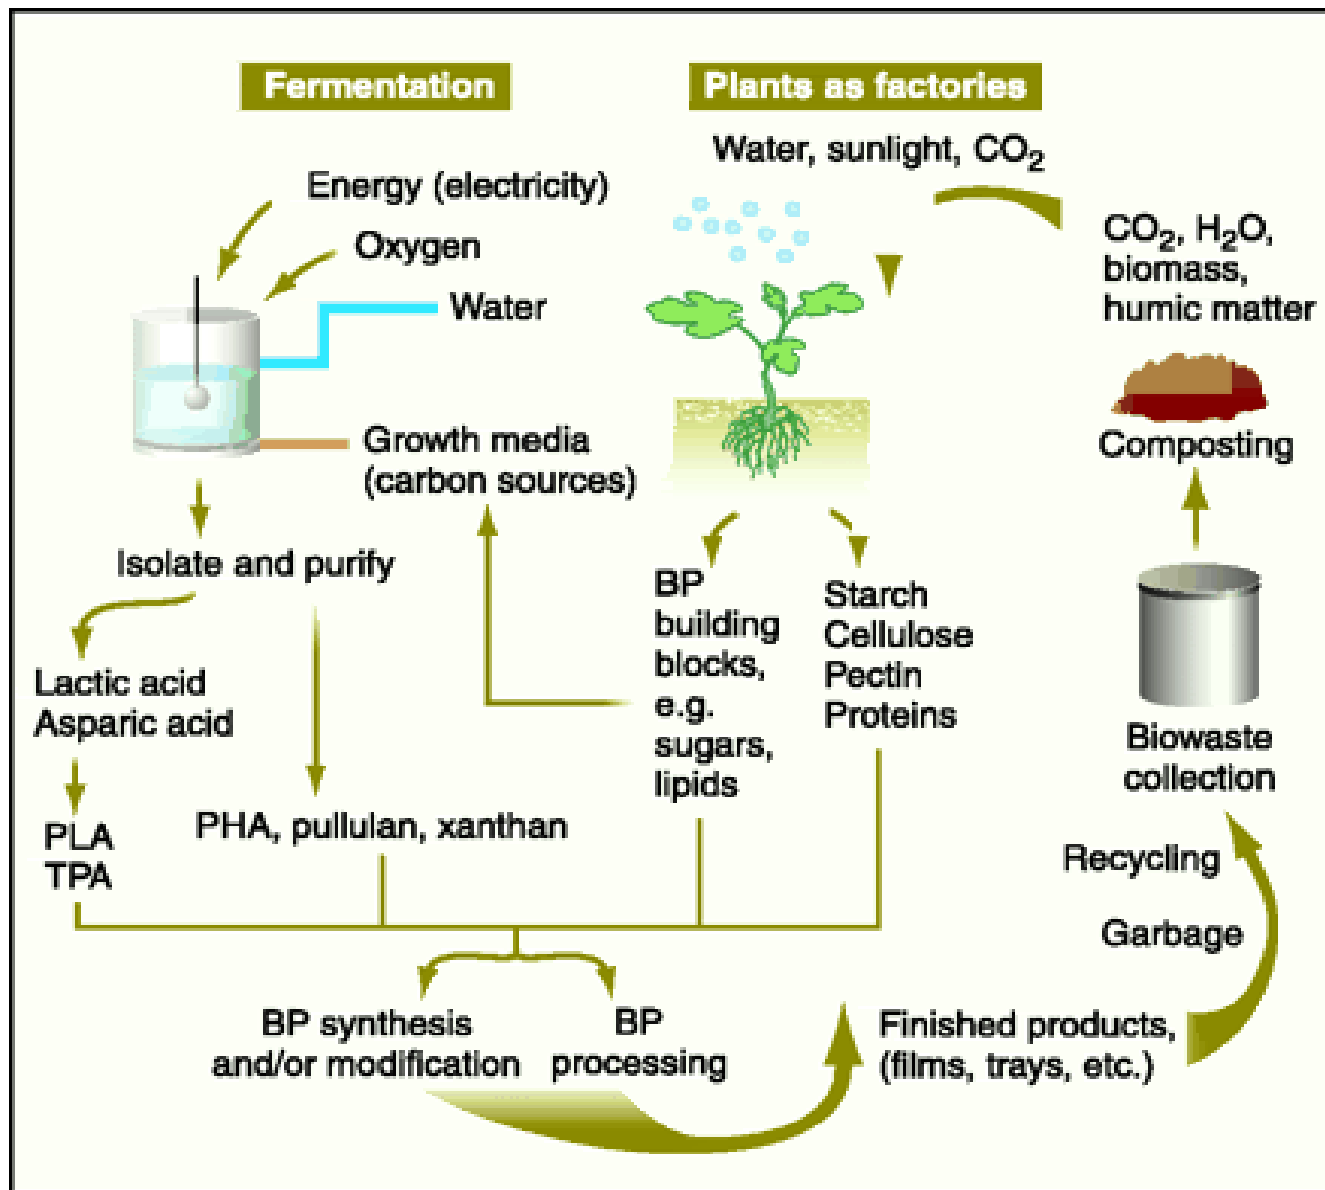 Fermentation
Energy (electricity)
Oxygen
Water
Growth media
(carbon sources)
Isolate and purify
Lactic acid
Asparic acid
PLA
TPA
PHA, pullulan, xanthan
Plants as factories
Water, sunlight, CO₂
BP
building
blocks,
e.g.
sugars,
lipids
Starch
Cellulose
Pectin
Proteins
BP synthesis
and/or modification
BP
processing
Finished products,
(films, trays, etc.)
Garbage
Recycling
Biowaste
collection
Composting
CO₂, H₂O,
biomass,
humic matter